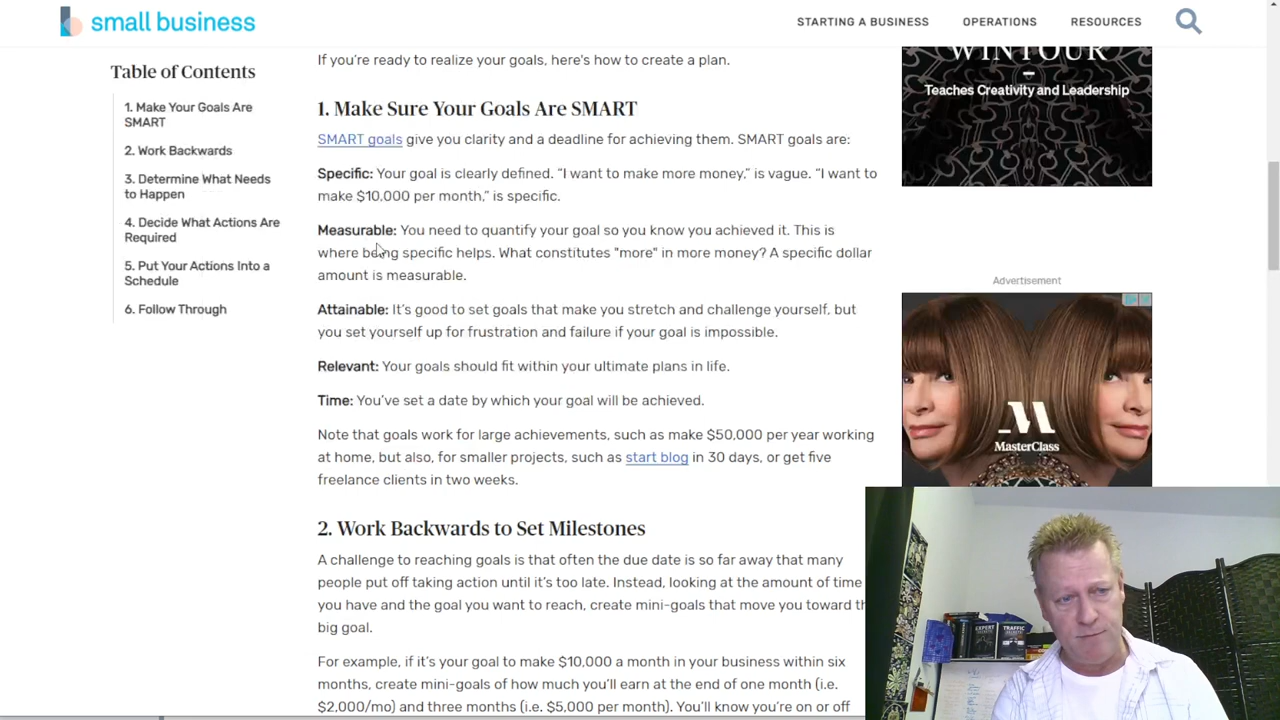 small business
STARTING A BUSINESS
OPERATIONS
RESOURCES
Table of Contents
1. Make Your Goals Are
SMART
2. Work Backwards
3. Determine What Needs
to Happen
4. Decide What Actions Are
Required
5. Put Your Actions Into a
Schedule
6. Follow Through
If you're ready to realize your goals, here's how to create a plan.
1. Make Sure Your Goals Are SMART
SMART goals give you clarity and a deadline for achieving them. SMART goals are:
Specific: Your goal is clearly defined. “I want to make more money,” is vague. “I want to
make $10,000 per month,” is specific.
Measurable: You need to quantify your goal so you know you achieved it. This is
where being specific helps. What constitutes "more" in more money? A specific dollar
amount is measurable.
Attainable: It’s good to set goals that make you stretch and challenge yourself, but
you set yourself up for frustration and failure if your goal is impossible.
Relevant: Your goals should fit within your ultimate plans in life.
Time: You’ve set a date by which your goal will be achieved.
Note that goals work for large achievements, such as make $50,000 per year working
at home, but also, for smaller projects, such as start blog in 30 days, or get five
freelance clients in two weeks.
2. Work Backwards to Set Milestones
A challenge to reaching goals is that often the due date is so far away that many
people put off taking action until it’s too late. Instead, looking at the amount of time
you have and the goal you want to reach, create mini-goals that move you toward th
big goal.
For example, if it's your goal to make $10,000 a month in your business within six
months, create mini-goals of how much you’ll earn at the end of one month (i.e.
$2,000/mo) and three months (i.e. $5,000 per month). You’ll know you’re on or off
WINTOUR
Teaches Creativity and Leadership
Advertisement
MasterClass
EXPERT
TRAFFIC